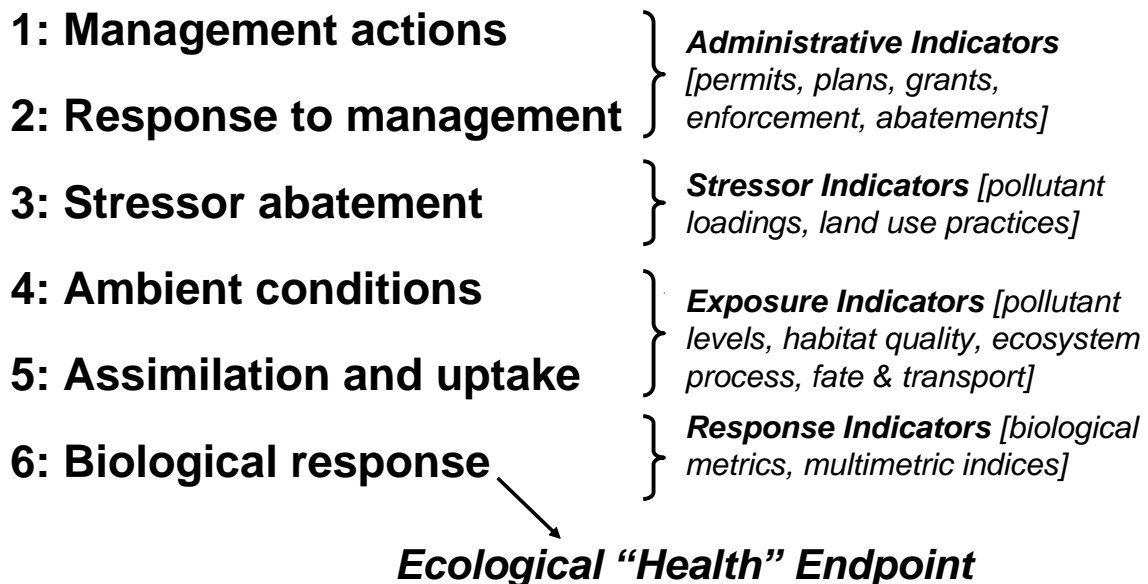 1: Management actions
2: Response to management
Administrative Indicators
[permits, plans, grants,
enforcement, abatements]
3: Stressor abatement
Stressor Indicators [pollutant
loadings, land use practices]
4: Ambient conditions
5: Assimilation and uptake
Exposure Indicators [pollutant
levels, habitat quality, ecosystem
process, fate & transport]
6: Biological response
Response Indicators [biological
metrics, multimetric indices]
Ecological “Health” Endpoint